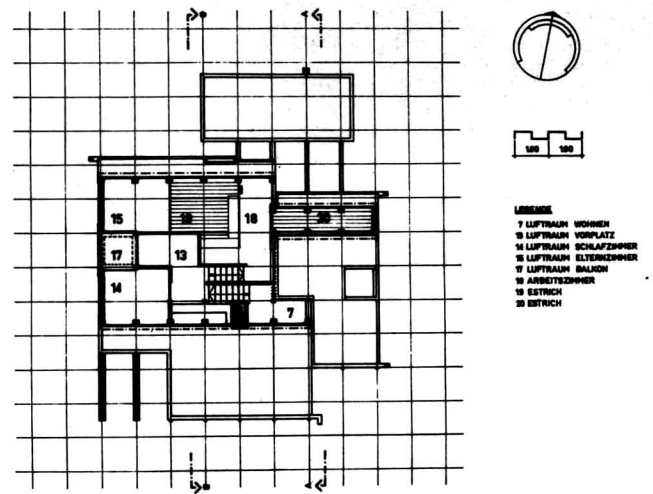 B
A
15
19
18
20
17
13
14
7
B
A
1.80 1.80
LEGENDE
7 LUFTRAUM WOHNEN
13 LUFTRAUM VORPLATZ
14 LUFTRAUM SCHLAFZIMMER
15 LUFTRAUM ELTERNZIMMER
17 LUFTRAUM BALKON
18 ARBEITSZIMMER
19 ESTRICH
20 ESTRICH